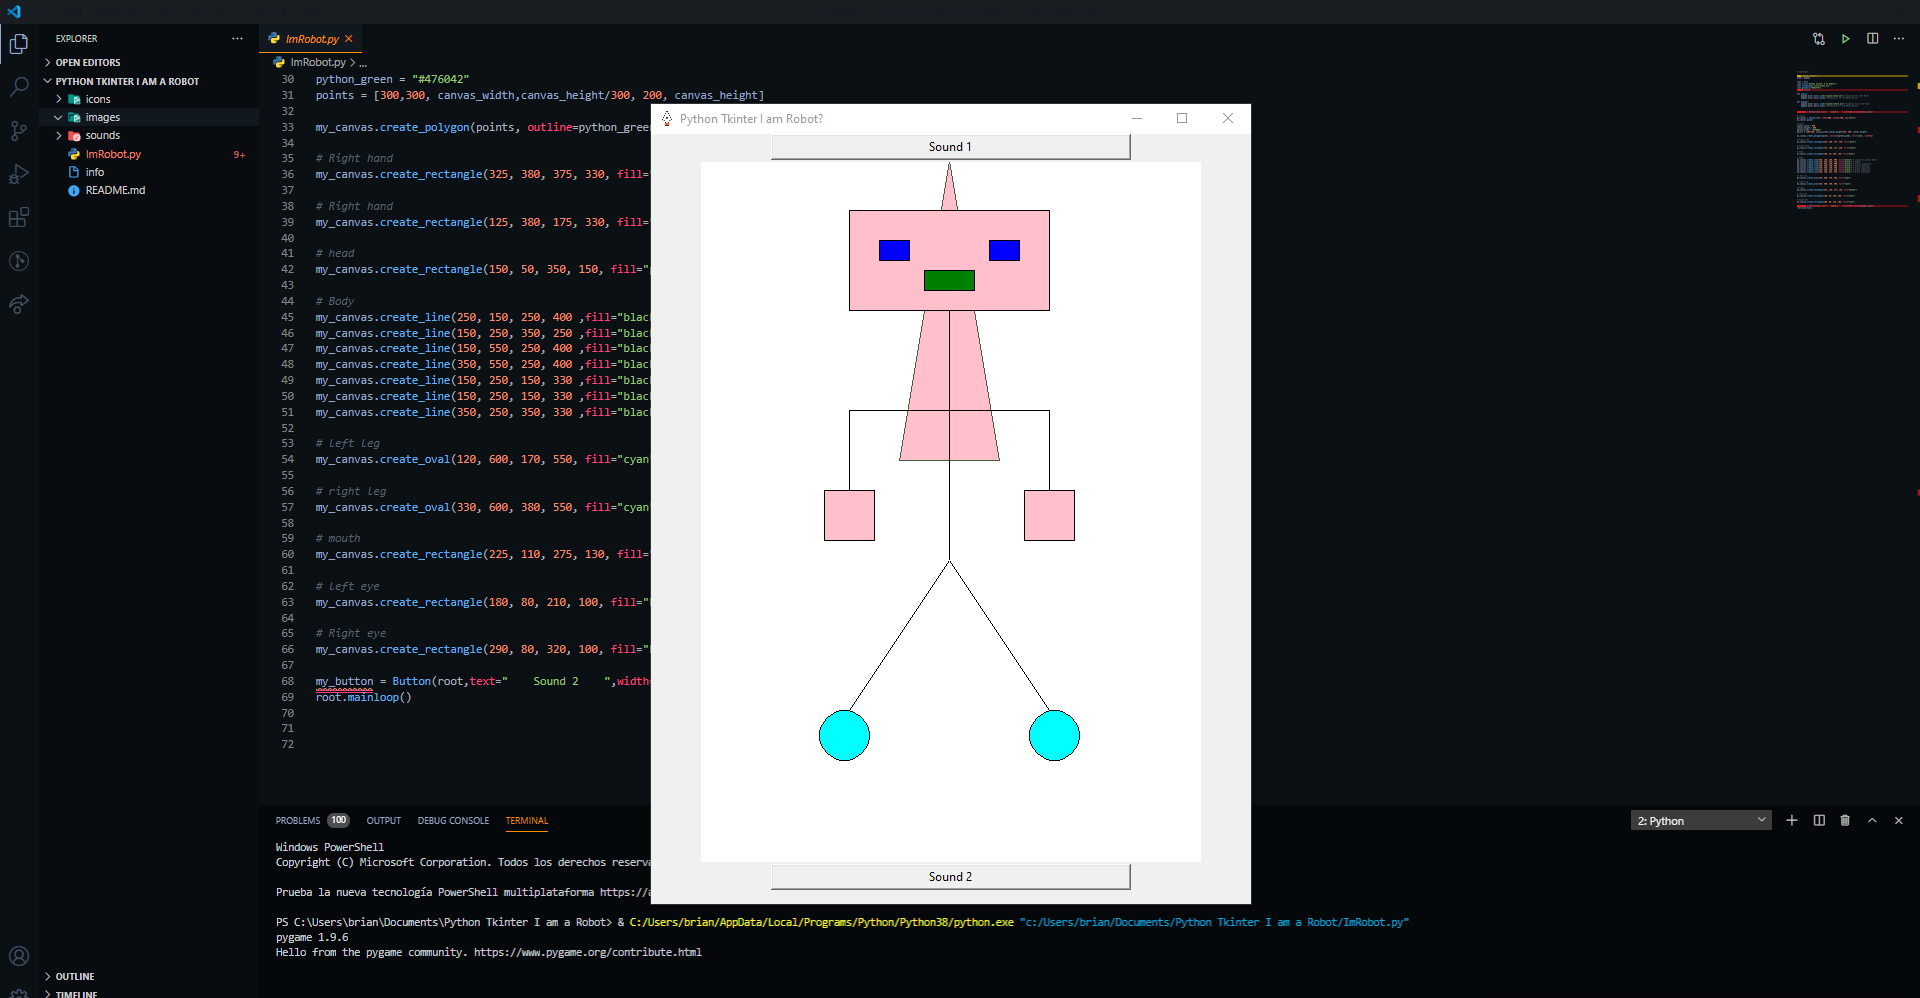 EXPLORER
OPEN EDITORS
PYTHON TKINTER I AM A ROBOT
icons
images
sounds
ImRobot.py 9+
info
README.md
OUTLINE
TIMELINE
ImRobot.py
ImRobot.py > ...
30 python_green = "#476042"
31 points = [300,300, canvas_width,canvas_height/300, 200, canvas_height]
32
33 my_canvas.create_polygon(points, outline=python_gree
34
35 # Right hand
36 my_canvas.create_rectangle(325, 380, 375, 330, fill="
37
38 # Right hand
39 my_canvas.create_rectangle(125, 380, 175, 330, fill="
40
41 # head
42 my_canvas.create_rectangle(150, 50, 350, 150, fill="
43
44 # Body
45 my_canvas.create_line(250, 150, 250, 400 ,fill="blac
46 my_canvas.create_line(150, 250, 350, 250 ,fill="blac
47 my_canvas.create_line(150, 550, 250, 400 ,fill="blac
48 my_canvas.create_line(350, 550, 250, 400 ,fill="blac
49 my_canvas.create_line(150, 250, 150, 330 ,fill="blac
50 my_canvas.create_line(150, 250, 150, 330 ,fill="blac
51 my_canvas.create_line(350, 250, 350, 330 ,fill="blac
52
53 # left leg
54 my_canvas.create_oval(120, 600, 170, 550, fill="cyan
55
56 # right leg
57 my_canvas.create_oval(330, 600, 380, 550, fill="cyan
58
59 # mouth
60 my_canvas.create_rectangle(225, 110, 275, 130, fill="
61
62 # left eye
63 my_canvas.create_rectangle(180, 80, 210, 100, fill="
64
65 # Right eye
66 my_canvas.create_rectangle(290, 80, 320, 100, fill="
67
68 my_button = Button(root,text="    Sound 2    ",width=
69 root.mainloop()
70
71
72
Python Tkinter I am Robot?
Sound 1
Sound 2
PROBLEMS 100 OUTPUT DEBUG CONSOLE TERMINAL
2: Python
Windows PowerShell
Copyright (C) Microsoft Corporation. Todos los derechos reserva
Prueba la nueva tecnología PowerShell multiplataforma https://a
PS C:\Users\brian\Documents\Python Tkinter I am a Robot> & C:/Users/brian/AppData/Local/Programs/Python/Python38/python.exe "c:/Users/brian/Documents/Python Tkinter I am a Robot/ImRobot.py"
pygame 1.9.6
Hello from the pygame community. https://www.pygame.org/contribute.html